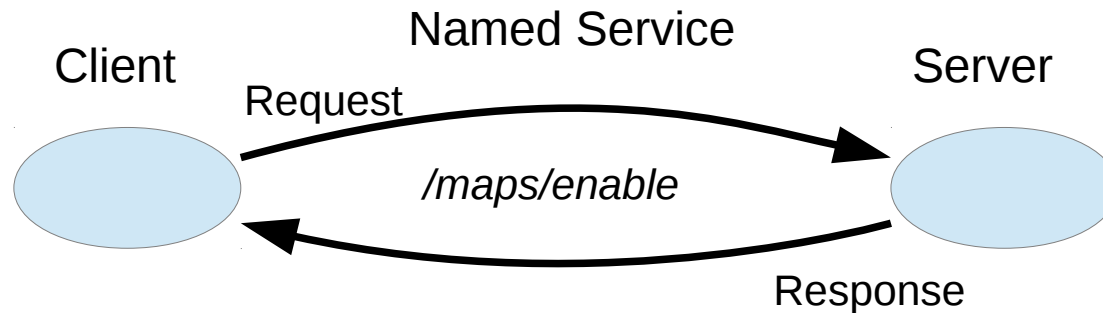 Named Service
Client
Server
Request
/maps/enable
Response